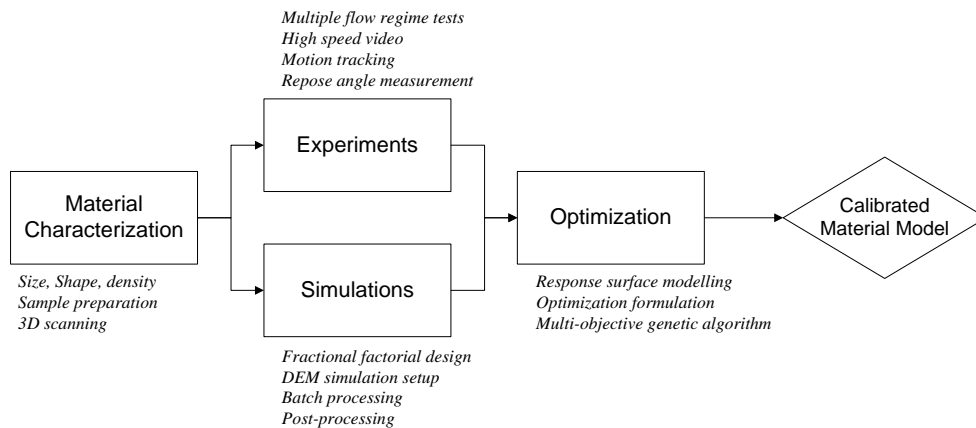 Multiple flow regime tests
High speed video
Motion tracking
Repose angle measurement
Experiments
Material
Characterization
Size, Shape, density
Sample preparation
3D scanning
Simulations
Fractional factorial design
DEM simulation setup
Batch processing
Post-processing
Optimization
Response surface modelling
Optimization formulation
Multi-objective genetic algorithm
Calibrated
Material Model